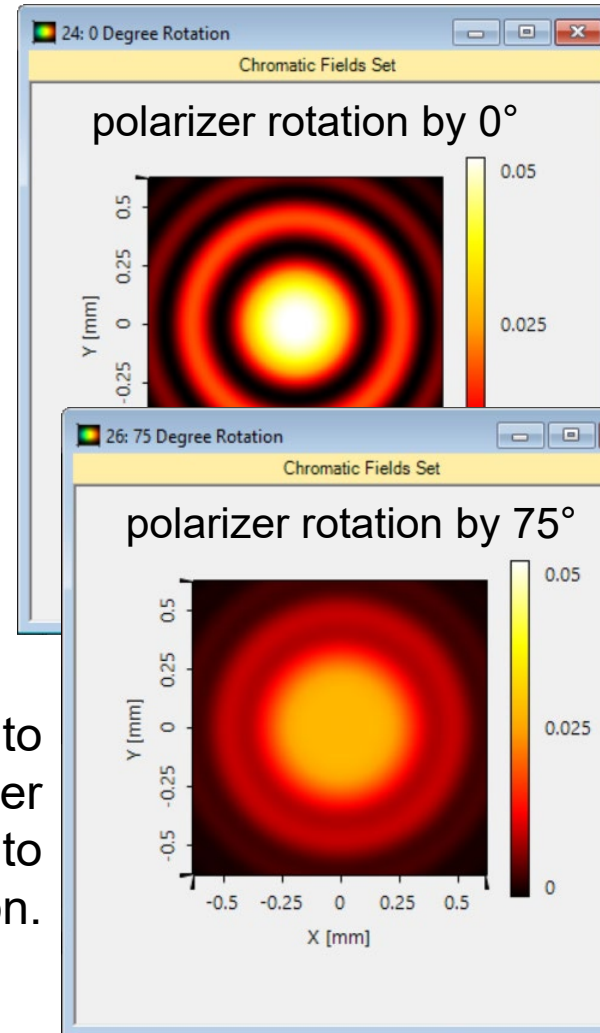 24: 0 Degree Rotation
Chromatic Fields Set
polarizer rotation by 0°
0.05
0.025
Y [mm]
0.5
0.25
0
-0.25
26: 75 Degree Rotation
Chromatic Fields Set
polarizer rotation by 75°
0.05
0.025
0
Y [mm]
0.5
0.25
0
-0.25
-0.5
-0.5 -0.25 0 0.25 0.5
X [mm]
to
er
to
on.